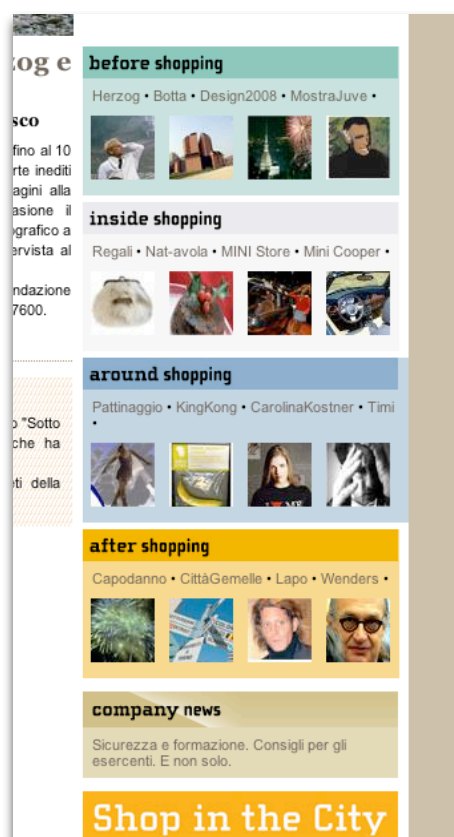 og e
sco
fino al 10
rte inediti
agini alla
asione il
ografico a
ervista al
ndazione
7600.
"Sotto
che ha
ti della
before shopping
Herzog • Botta • Design2008 • MostraJuve •
inside shopping
Regali • Nat-avola • MINI Store • Mini Cooper •
around shopping
Pattinaggio • KingKong • CarolinaKostner • Timi
•
after shopping
Capodanno • CittàGemelle • Lapo • Wenders •
company news
Sicurezza e formazione. Consigli per gli
esercenti. E non solo.
Shop in the City